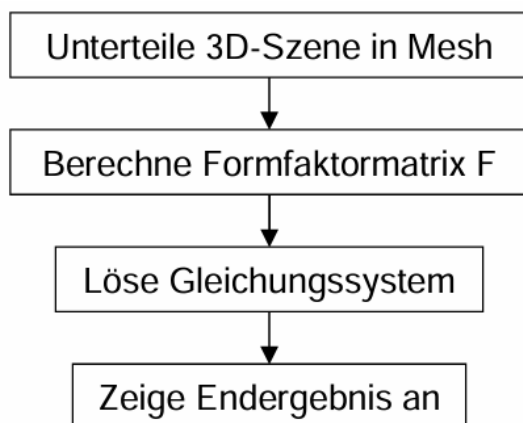 Unterteile 3D-Szene in Mesh
Berechne Formfaktormatrix F
Löse Gleichungssystem
Zeige Endergebnis an